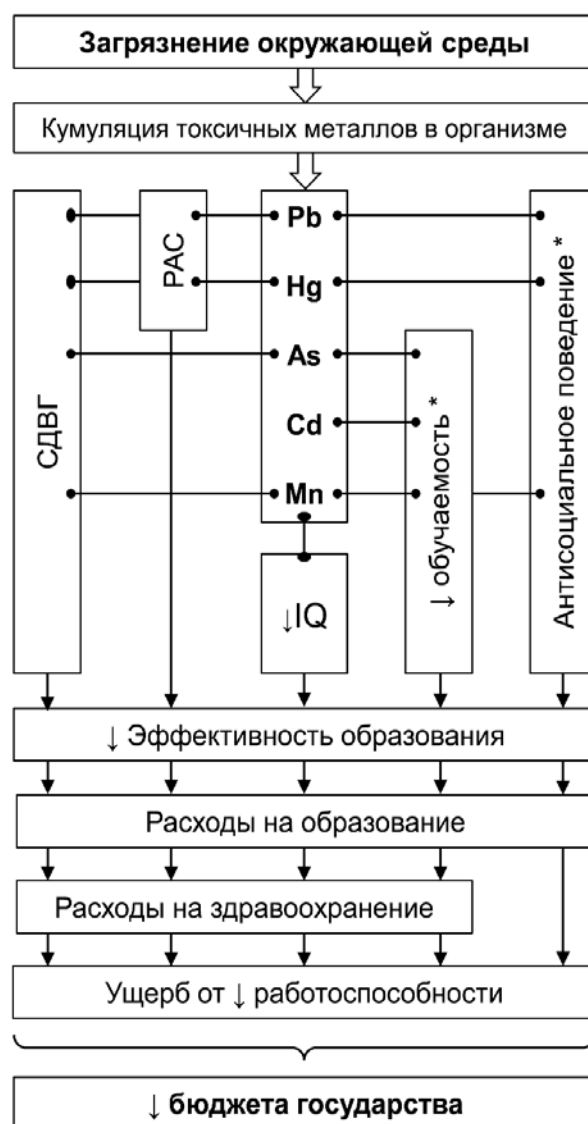 Загрязнение окружающей среды
Кумуляция токсичных металлов в организме
СДВГ
РАС
Pb
Hg
As
Cd
Mn
↓IQ
↓ обучаемость *
Антисоциальное поведение *
↓ Эффективность образования
Расходы на образование
Расходы на здравоохранение
Ущерб от ↓ работоспособности
↓ бюджета государства